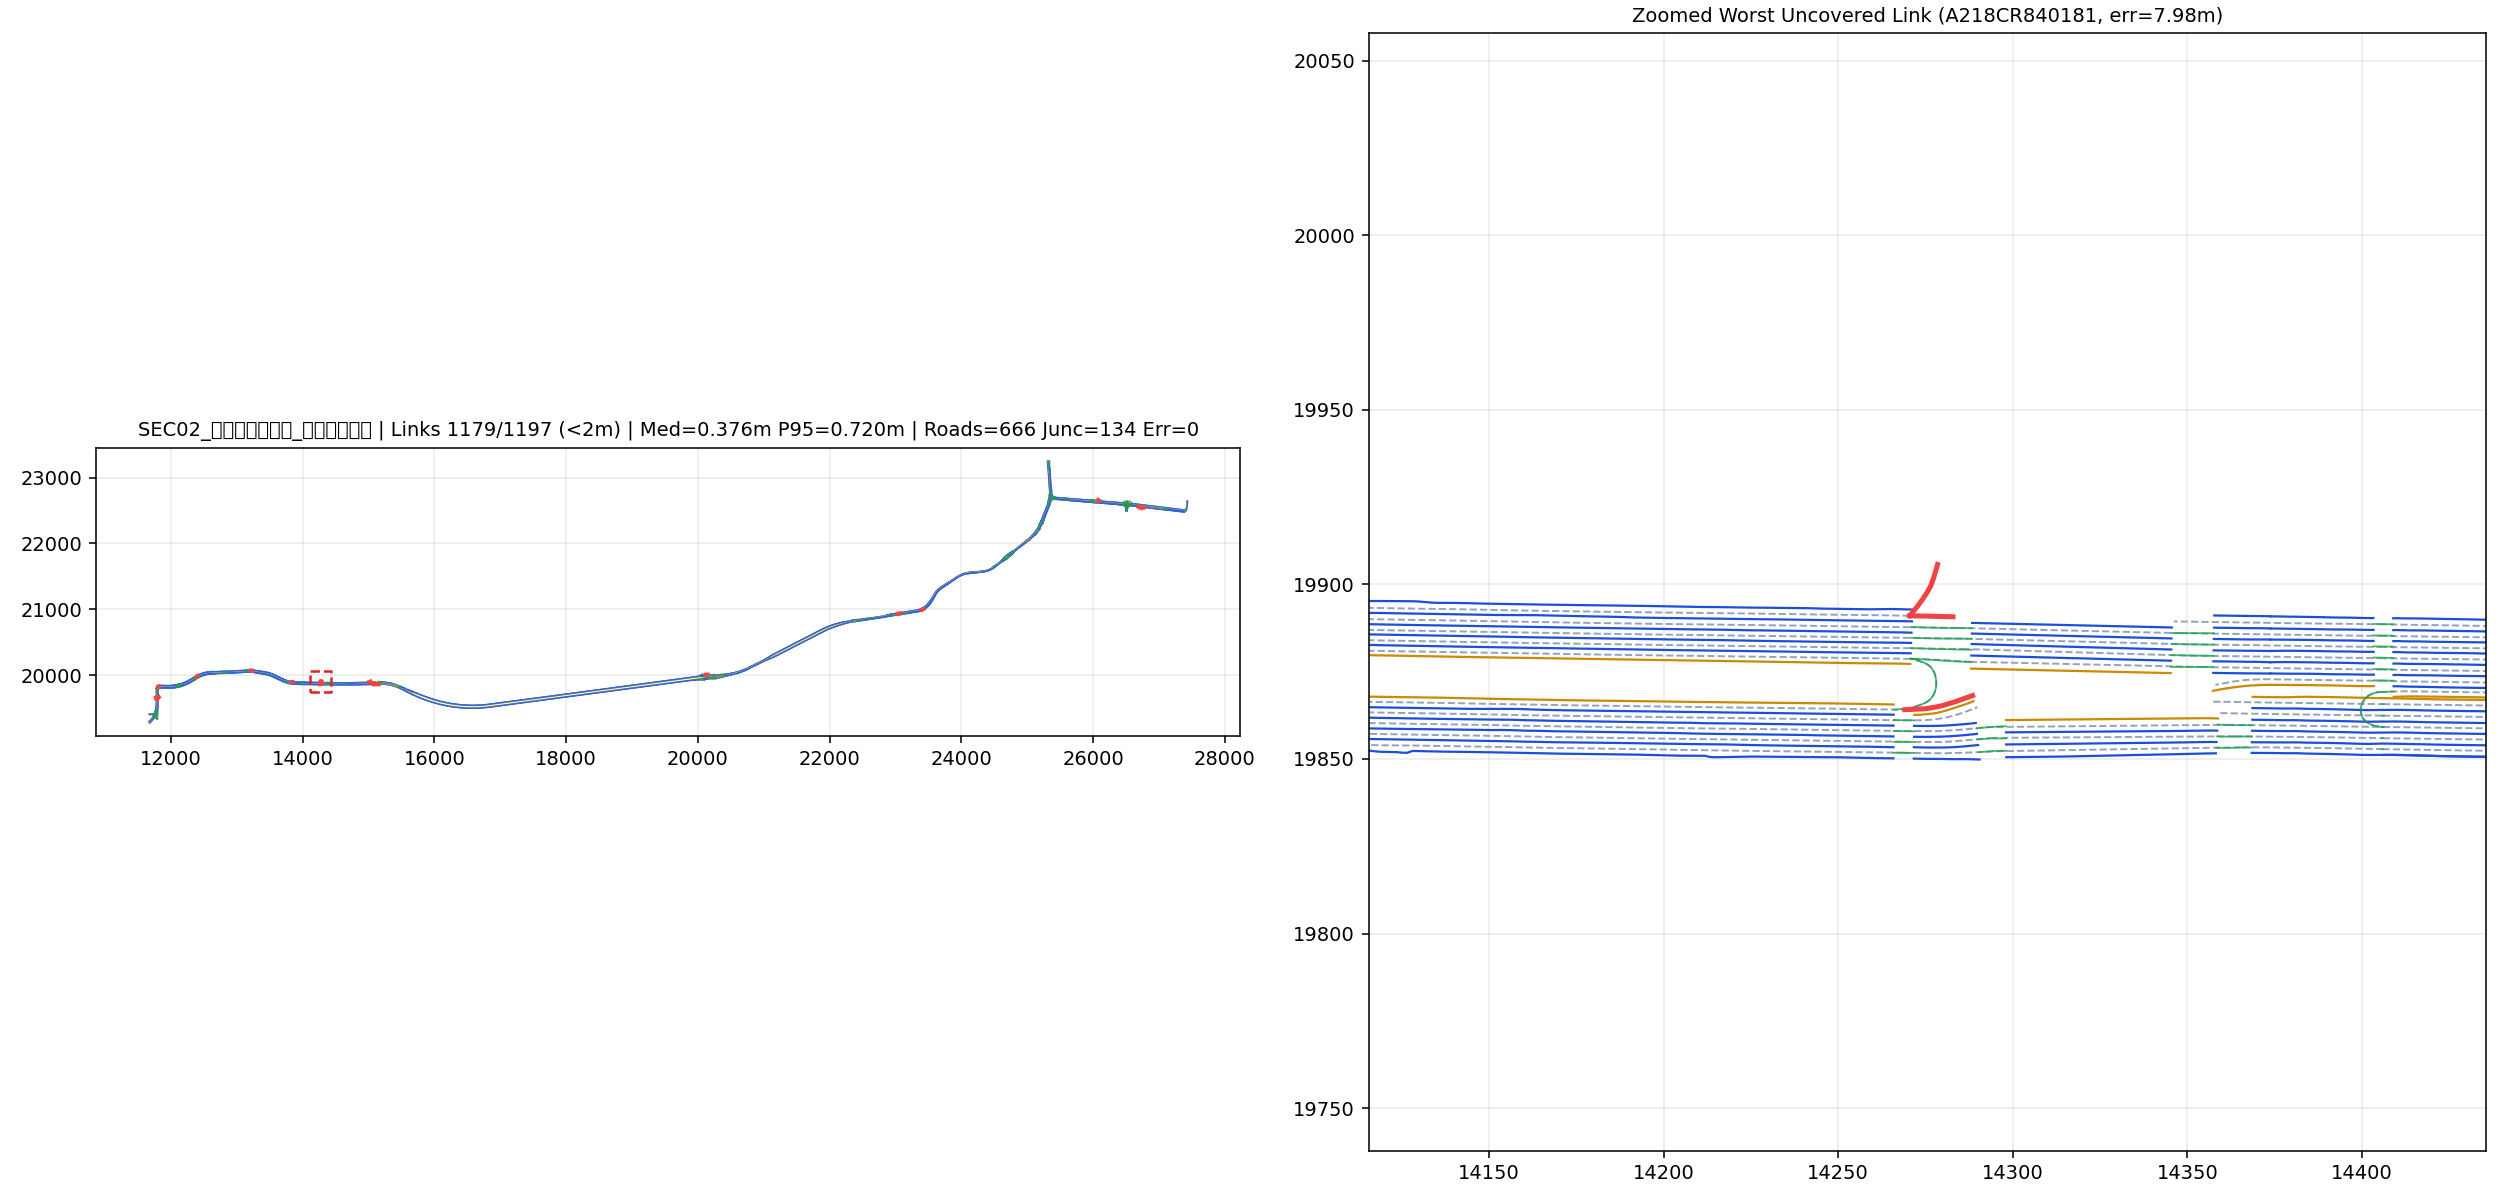 SEC02_ _ | Links 1179/1197 (<2m) | Med=0.376m P95=0.720m | Roads=666 Junc=134 Err=0
23000
22000
21000
20000
12000 14000 16000 18000 20000 22000 24000 26000 28000
Zoomed Worst Uncovered Link (A218CR840181, err=7.98m)
20050
20000
19950
19900
19850
19800
19750
14150 14200 14250 14300 14350 14400